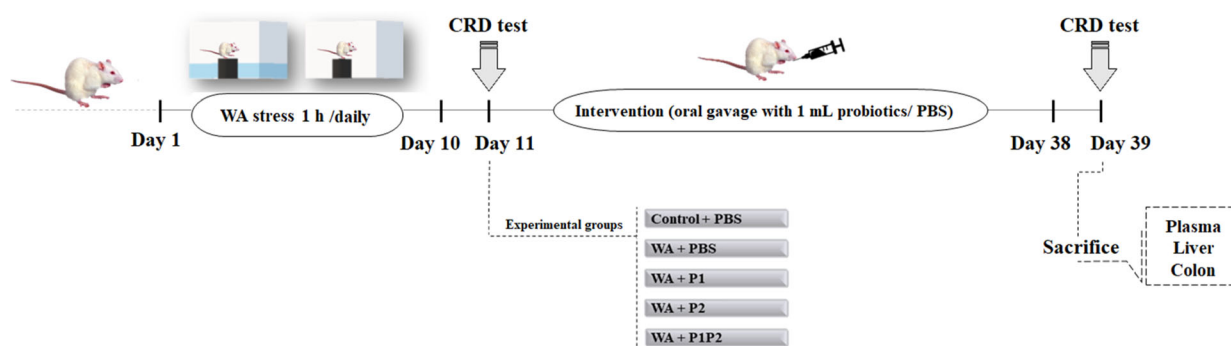 CRD test
CRD test
WA stress 1 h /daily
Intervention (oral gavage with 1 mL probiotics/ PBS)
Day 1
Day 10
Day 11
Day 38
Day 39
Experimental groups
Control + PBS
WA + PBS
WA + P1
WA + P2
WA + P1P2
Sacrifice
Plasma
Liver
Colon